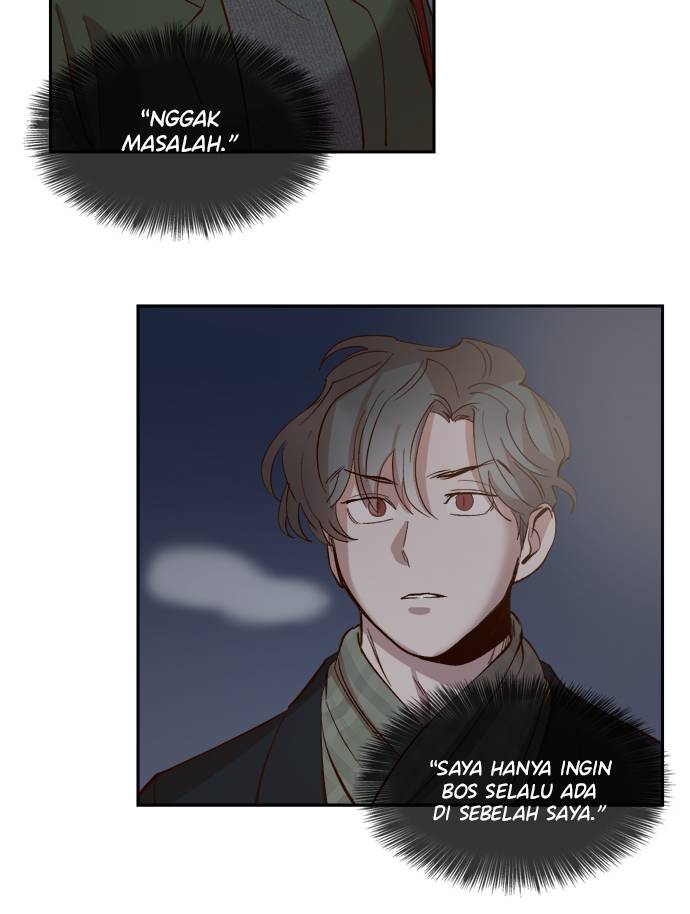 "NGGAK
MASALAH."
"SAYA HANYA INGIN
BOS SELALU ADA
DI SEBELAH SAYA."